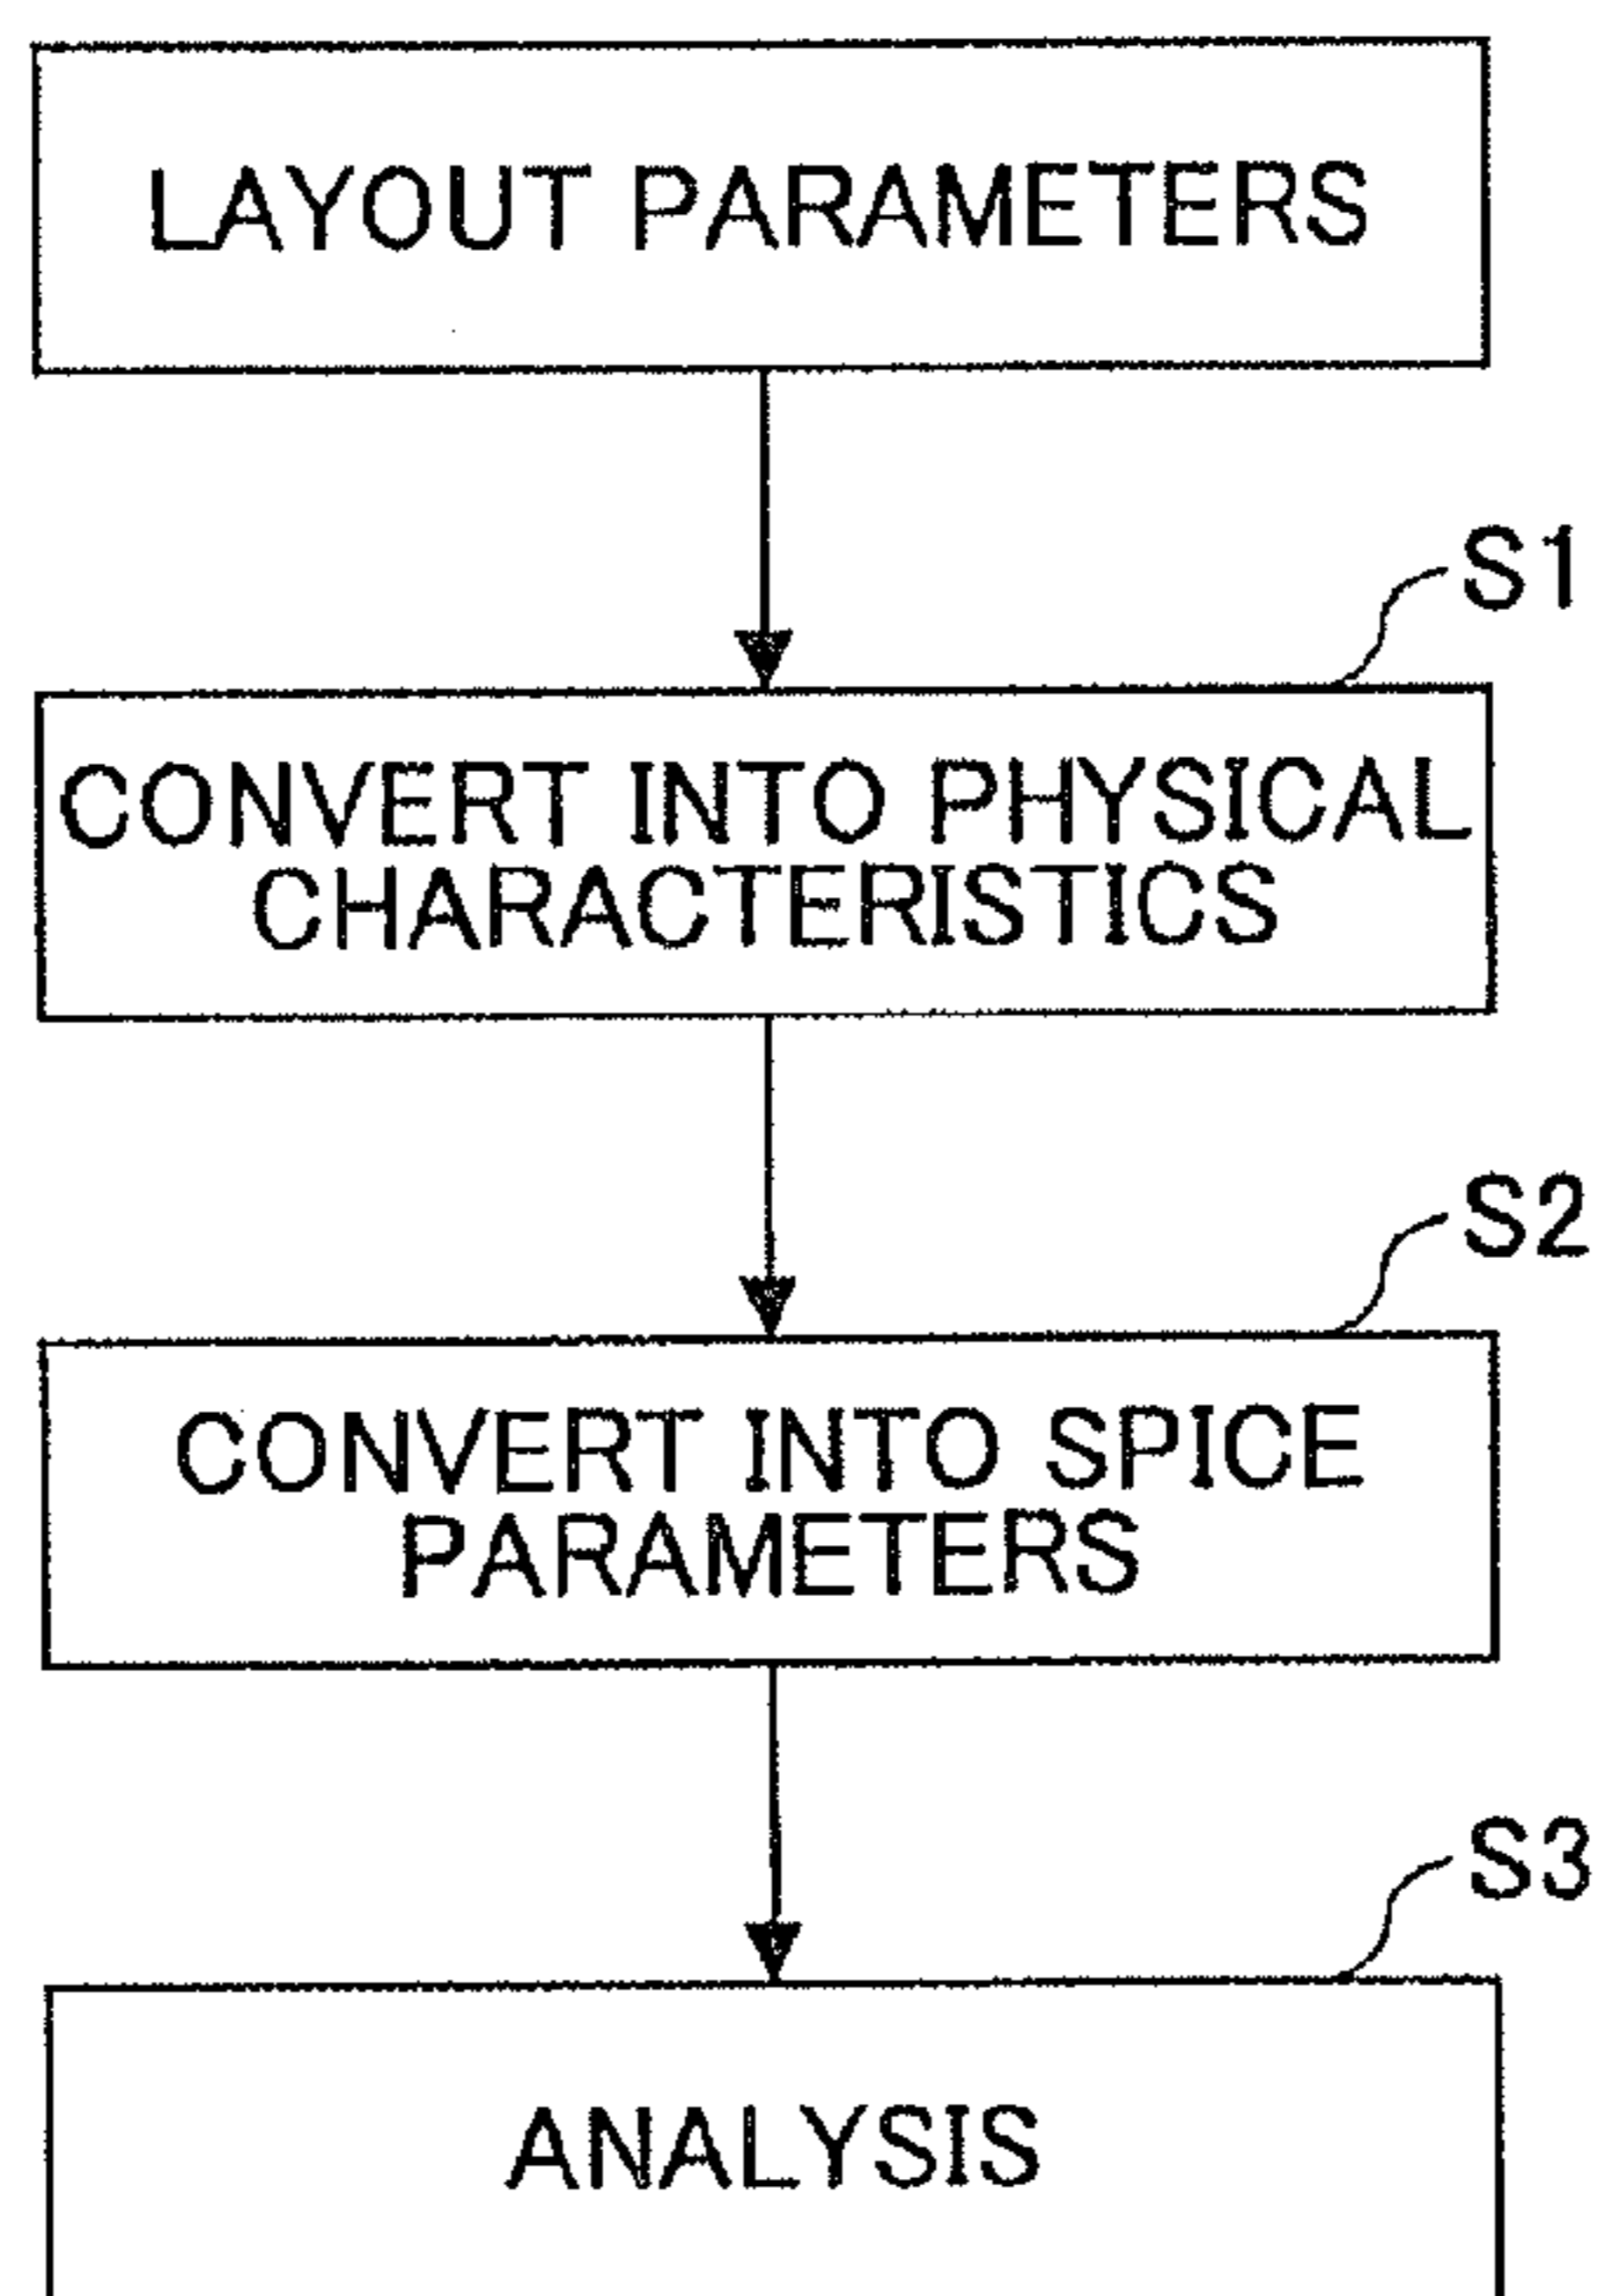 LAYOUT PARAMETERS
S1
CONVERT INTO PHYSICAL
CHARACTERISTICS
S2
CONVERT INTO SPICE
PARAMETERS
S3
ANALYSIS